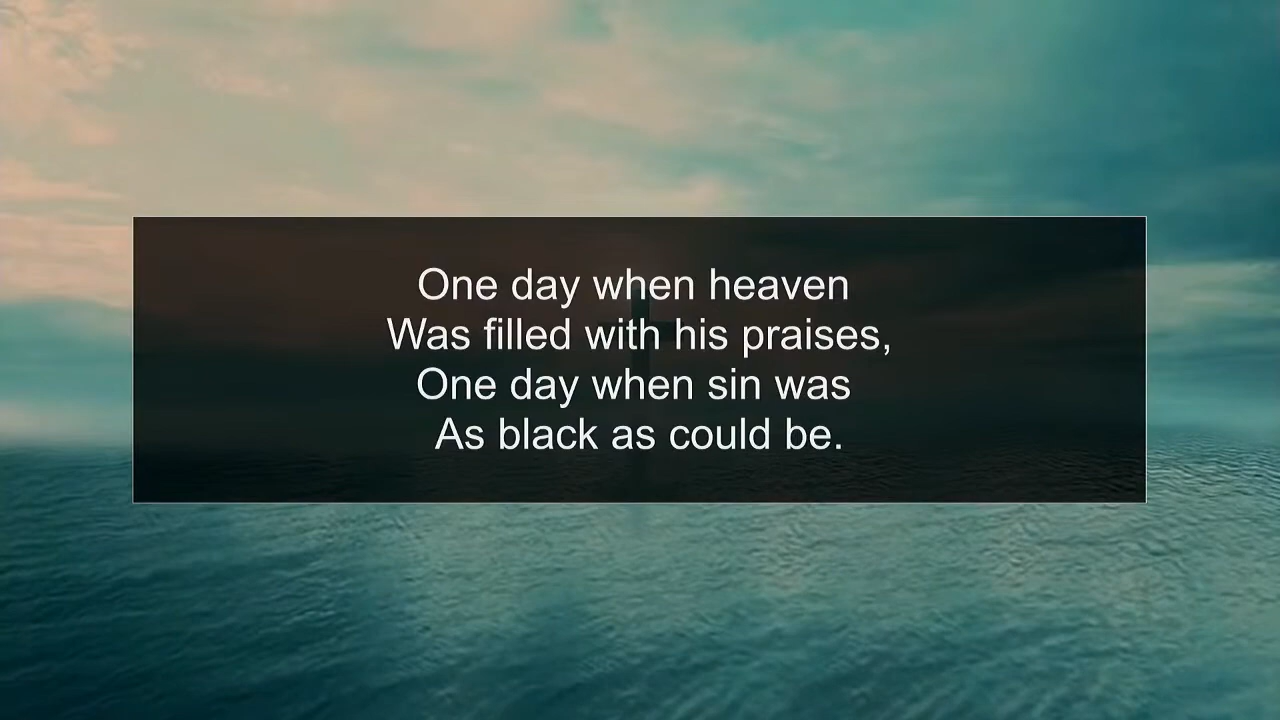 One day when heaven
Was filled with his praises,
One day when sin was
As black as could be.